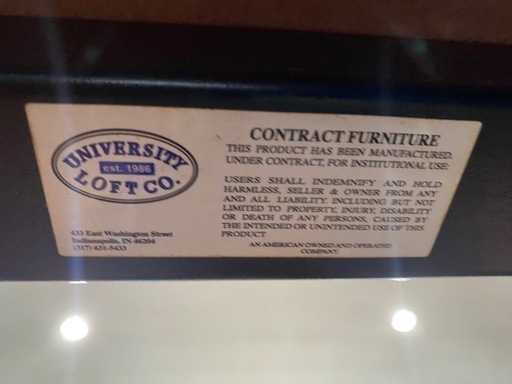 UNIVERSITY
est. 1986
LOFT CO.
433 East Washington Street
Indianapolis, IN 46204
(317) 631-5433
CONTRACT FURNITURE
THIS PRODUCT HAS BEEN MANUFACTURED
UNDER CONTRACT, FOR INSTITUTIONAL USE:
USERS SHALL INDEMNIFY AND HOLD
HARMLESS, SELLER & OWNER FROM ANY
AND ALL LIABILITY, INCLUDING BUT NOT
LIMITED TO PROPERTY, INJURY, DISABILITY
OR DEATH OF ANY PERSONS, CAUSED BY
THE INTENDED OR UNINTENDED USE OF THIS
PRODUCT
AN AMERICAN OWNED AND OPERATED
COMPANY.